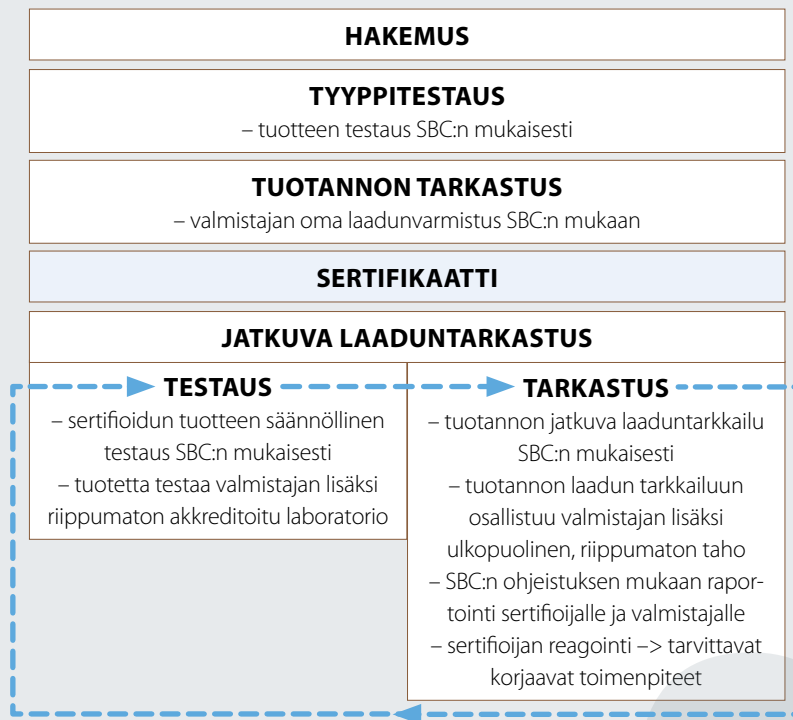 HAKEMUS
TYYPPITESTAUS
– tuotteen testaus SBC:n mukaisesti
TUOTANNON TARKASTUS
– valmistajan oma laadunvarmistus SBC:n mukaan
SERTIFIKAATTI
JATKUVA LAADUNTARKASTUS
TESTAUS
– sertifioidun tuotteen säännöllinen
testaus SBC:n mukaisesti
– tuotetta testaa valmistajan lisäksi
riippumaton akkreditoitu laboratorio
TARKASTUS
– tuotannon jatkuva laaduntarkkailu
SBC:n mukaisesti
– tuotannon laadun tarkkailuun
osallistuu valmistajan lisäksi
ulkopuolinen, riippumaton taho
– SBC:n ohjeistuksen mukaan rapor-
tointi sertifioijalle ja valmistajalle
– sertifioijan reagointi –> tarvittavat
korjaavat toimenpiteet